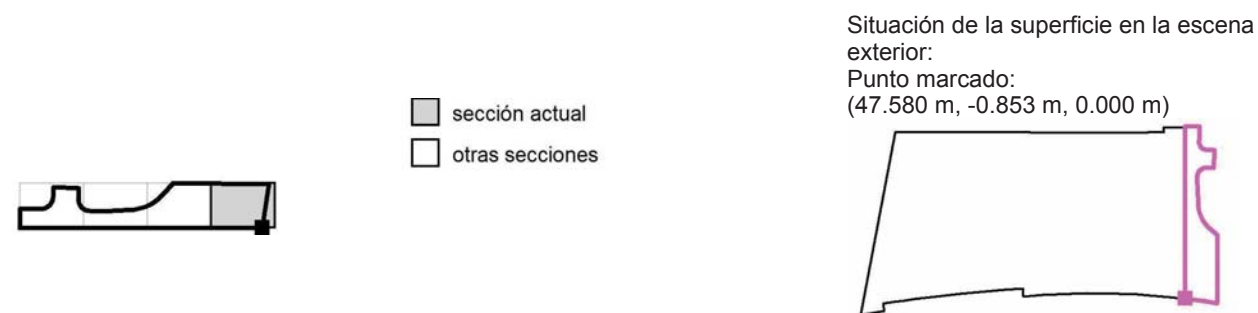 Situación de la superficie en la escena
exterior:
Punto marcado:
(47.580 m, -0.853 m, 0.000 m)
sección actual
otras secciones